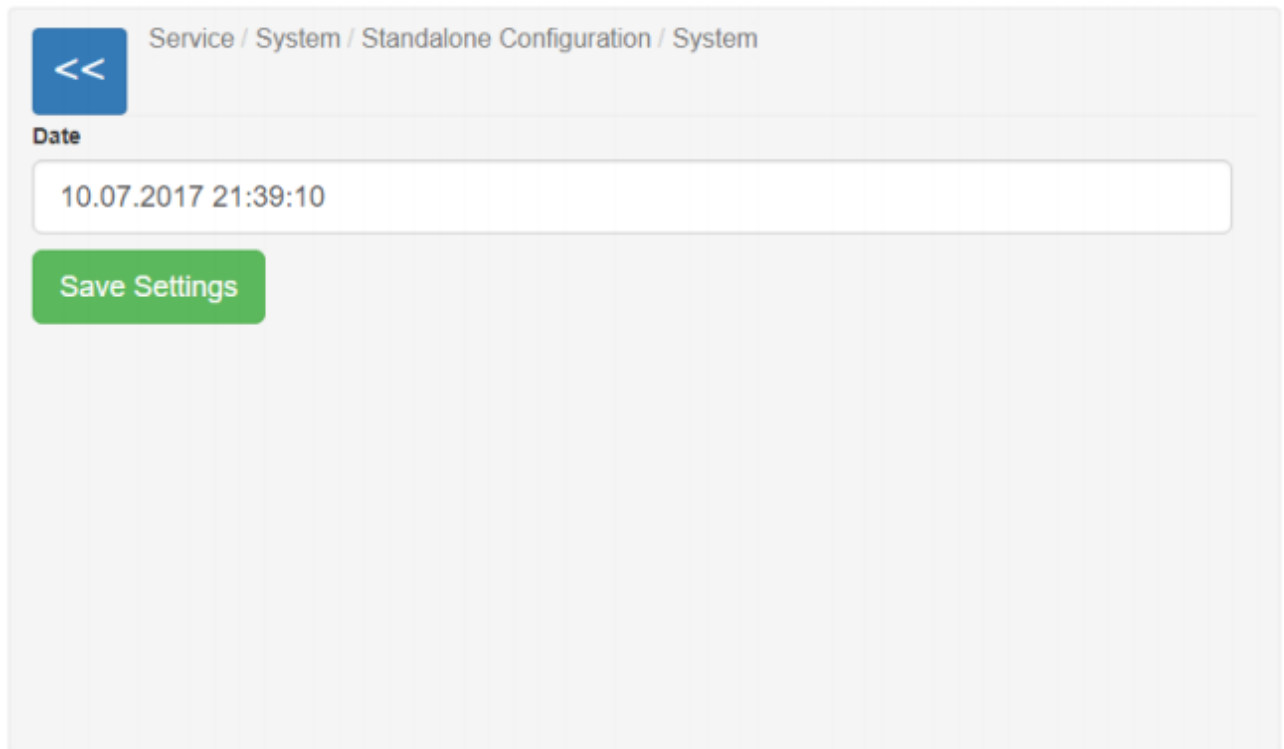 <<
Service / System / Standalone Configuration / System
Date
10.07.2017 21:39:10
Save Settings